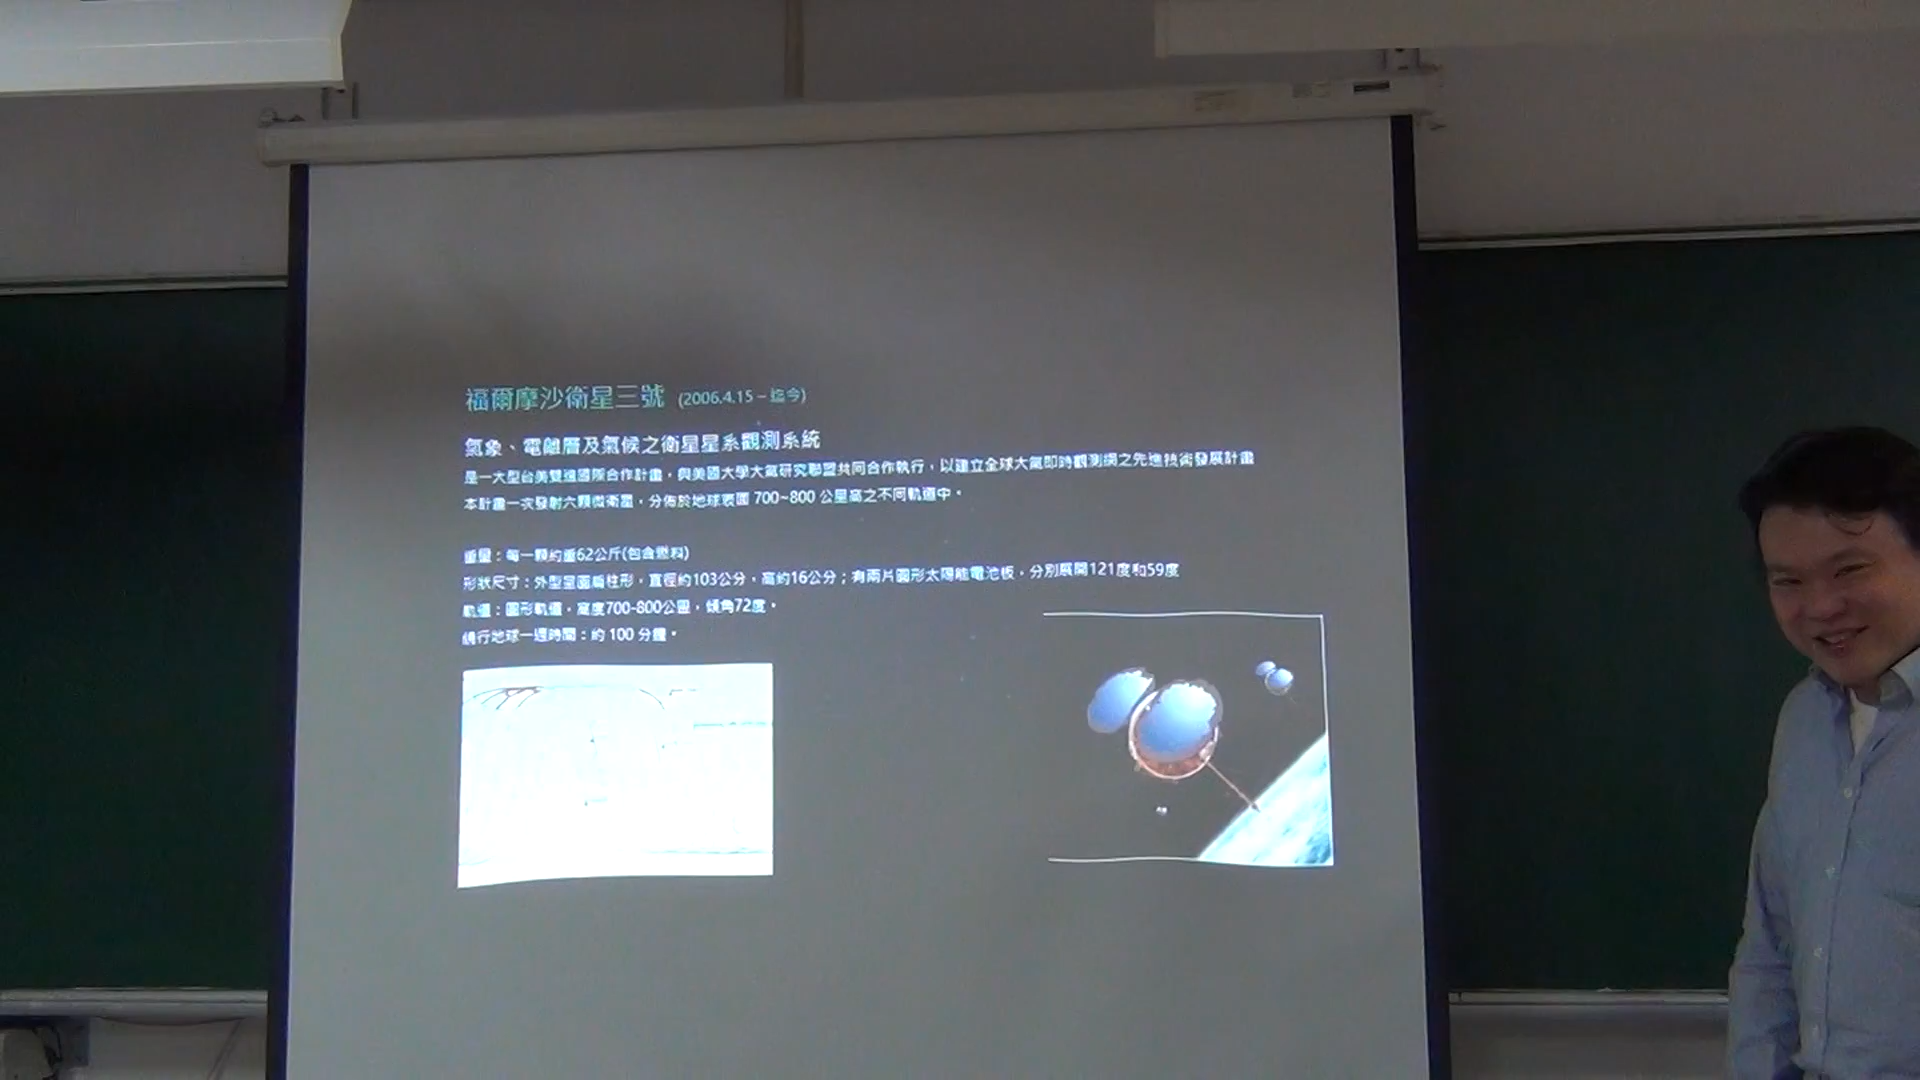 福爾摩沙衛星三號 (2006.4.15 – 迄今)
氣象、電離層及氣候之衛星星系觀測系統
是一大型台美雙邊國際合作計畫，與美國大學大氣研究聯盟共同合作執行，以建立全球大氣即時觀測網之先進技術發展計畫
本計畫一次發射六顆微衛星，分佈於地球表面 700~800 公里高之不同軌道中。
重量：每一顆約重62公斤(包含燃料)
形狀尺寸：外型呈圓扁柱形，直徑約103公分，高約16公分；有兩片圓形太陽能電池板，分別展開121度和59度
軌道：圓形軌道，高度700-800公里，傾角72度。
繞行地球一週時間：約 100 分鐘。